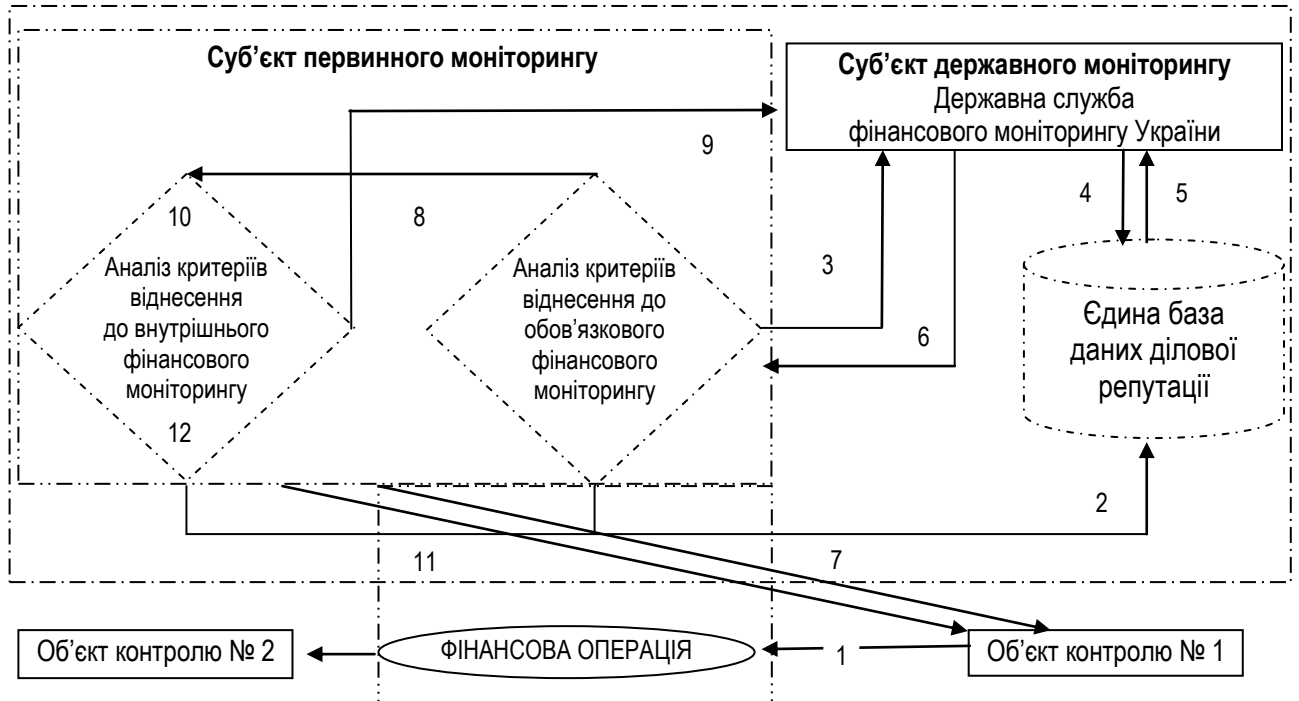 Суб’єкт первинного моніторингу
Суб’єкт державного моніторингу
Державна служба
фінансового моніторингу України
9
10
8
4
5
Аналіз критеріїв
віднесення
до внутрішнього
фінансового
моніторингу
12
Аналіз критеріїв
віднесення до
обов’язкового
фінансового
моніторингу
3
6
Єдина база
даних ділової
репутації
2
11
7
Об’єкт контролю № 2
ФІНАНСОВА ОПЕРАЦІЯ
1
Об’єкт контролю № 1